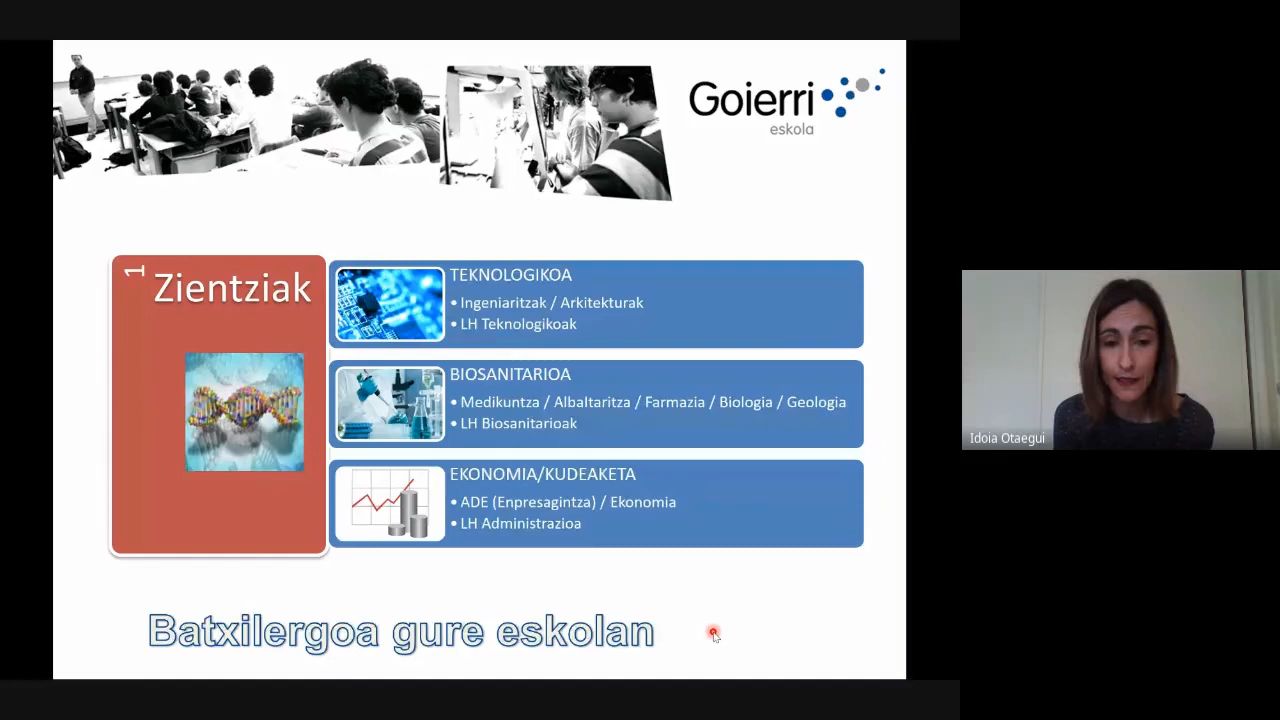 Goierri
eskola
1
Zientziak
TEKNOLOGIKOA
• Ingeniaritzak / Arkitekturak
• LH Teknologikoak
BIOSANITARIOA
• Medikuntza / Albaltaritza / Farmazia / Biologia / Geologia
• LH Biosanitarioak
EKONOMIA/KUDEAKETA
• ADE (Enpresagintza) / Ekonomia
• LH Administrazioa
Batxilergoa gure eskolan
Idoia Otaegui